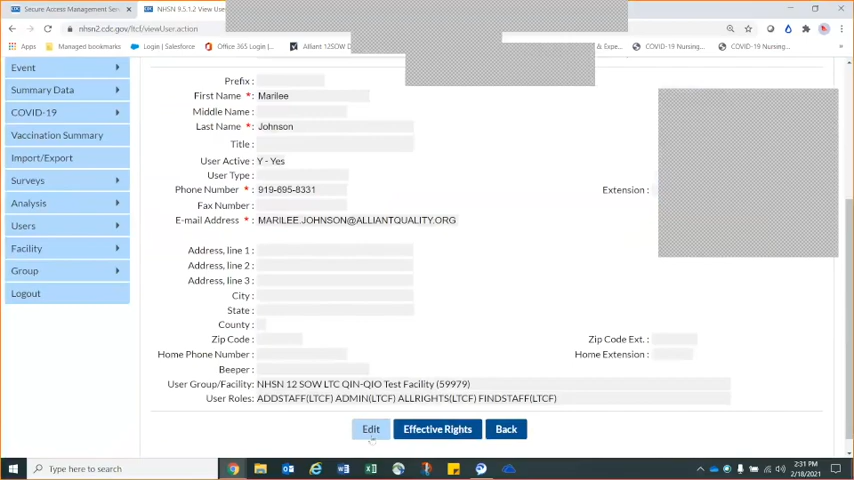 Secure Access Management Serv
NHSN 9.5.1.2 View Use
nhsn2.cdc.gov/ltcf/viewUser.action
Apps Managed bookmarks Login | Salesforce Office 365 Login |... Alliant 12SOW D & Expe... COVID-19 Nursing... COVID-19 Nursing...
Event
Summary Data
COVID-19
Vaccination Summary
Import/Export
Surveys
Analysis
Users
Facility
Group
Logout
Prefix :
First Name * : Marilee
Middle Name :
Last Name * : Johnson
Title :
User Active : Y - Yes
User Type :
Phone Number * : 919-695-8331 Extension :
Fax Number :
E-mail Address * : MARILEE.JOHNSON@ALLIANTQUALITY.ORG
Address, line 1 :
Address, line 2 :
Address, line 3 :
City :
State :
County :
Zip Code : Zip Code Ext. :
Home Phone Number : Home Extension :
Beeper :
User Group/Facility: NHSN 12 SOW LTC QIN-QIO Test Facility (59979)
User Roles: ADDSTAFF(LTCF) ADMIN(LTCF) ALLRIGHTS(LTCF) FINDSTAFF(LTCF)
Edit Effective Rights Back
Type here to search
2:31 PM
2/18/2021